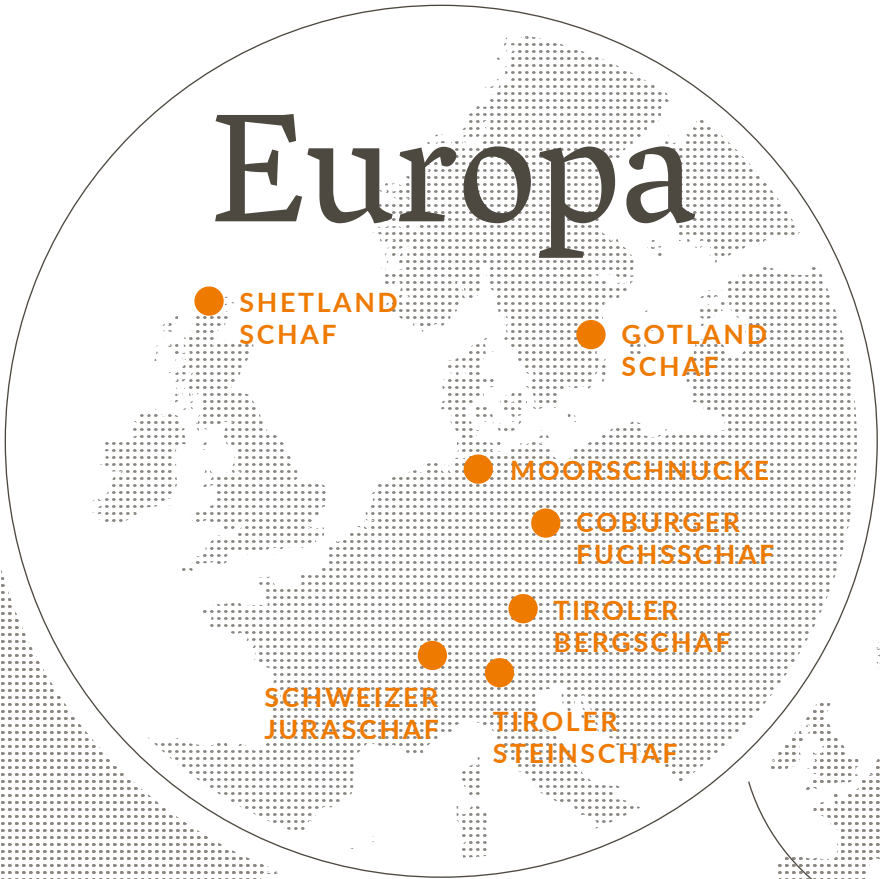 Europa
SHETLAND
SCHAF
GOTLAND
SCHAF
MOORSCHNUCKE
COBURGER
FUCHSSCHAF
TIROLER
BERGSCHAF
SCHWEIZER
JURASCHAF
TIROLER
STEINSCHAF